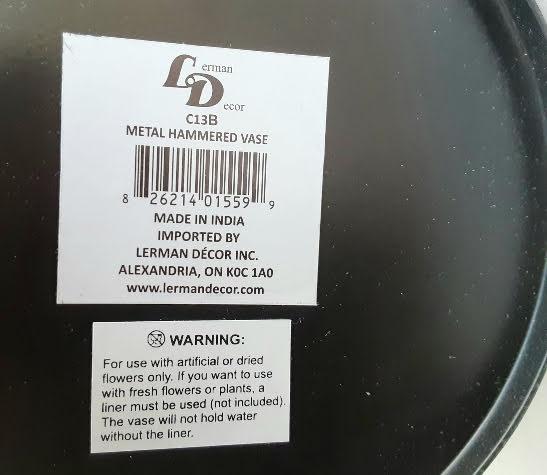 Lerman
Decor
C13B
METAL HAMMERED VASE
8 26214 01559 9
MADE IN INDIA
IMPORTED BY
LERMAN DÉCOR INC.
ALEXANDRIA, ON K0C 1A0
www.lermandecor.com
WARNING:
For use with artificial or dried
flowers only. If you want to use
with fresh flowers or plants, a
liner must be used (not included).
The vase will not hold water
without the liner.